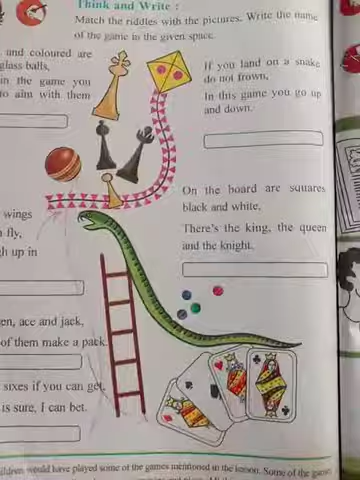 Think and Write :
Match the riddles with the pictures. Write the name
of the game in the given space.
and coloured are
glass balls,
in the game you
to aim with them
If you land on a snake
do not frown,
In this game you go up
and down.
wings
fly,
up in
On the board are squares
black and white,
There's the king, the queen
and the knight.
ace and jack,
of them make a pack.
sixes if you can get,
is sure, I can bet.
would have played some of the games mentioned in the lesson. Some of the games